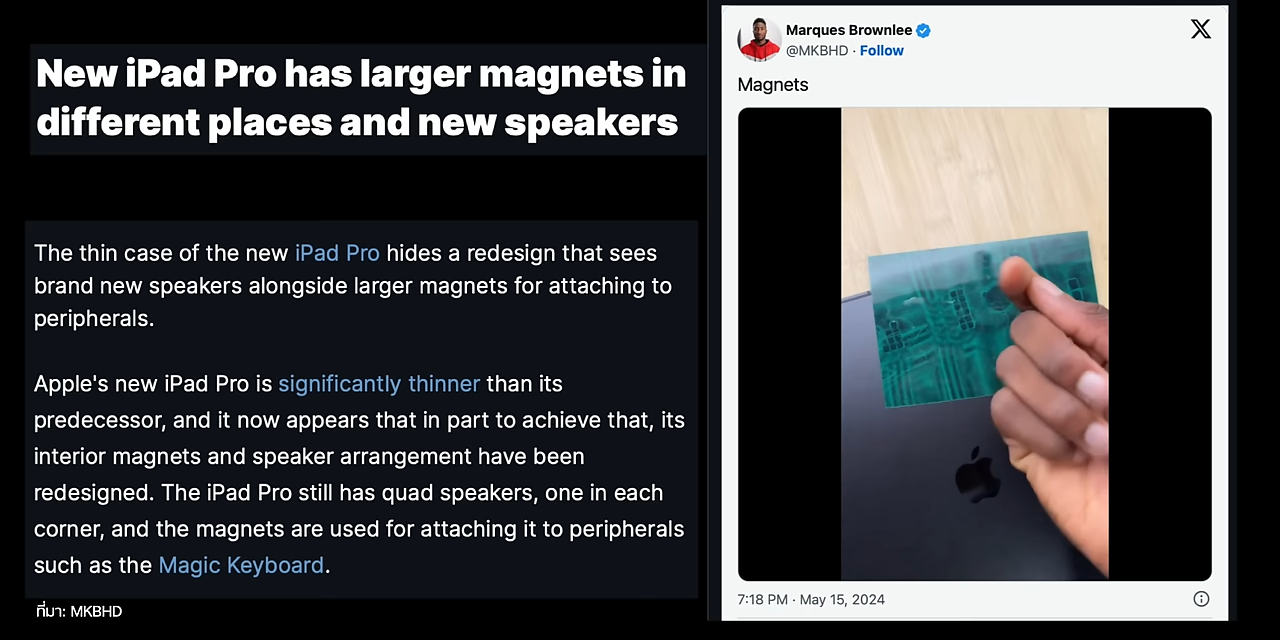 New iPad Pro has larger magnets in
different places and new speakers
The thin case of the new iPad Pro hides a redesign that sees
brand new speakers alongside larger magnets for attaching to
peripherals.
Apple's new iPad Pro is significantly thinner than its
predecessor, and it now appears that in part to achieve that, its
interior magnets and speaker arrangement have been
redesigned. The iPad Pro still has quad speakers, one in each
corner, and the magnets are used for attaching it to peripherals
such as the Magic Keyboard.
ที่มา: MKBHD
Marques Brownlee
@MKBHD · Follow
Magnets
7:18 PM · May 15, 2024